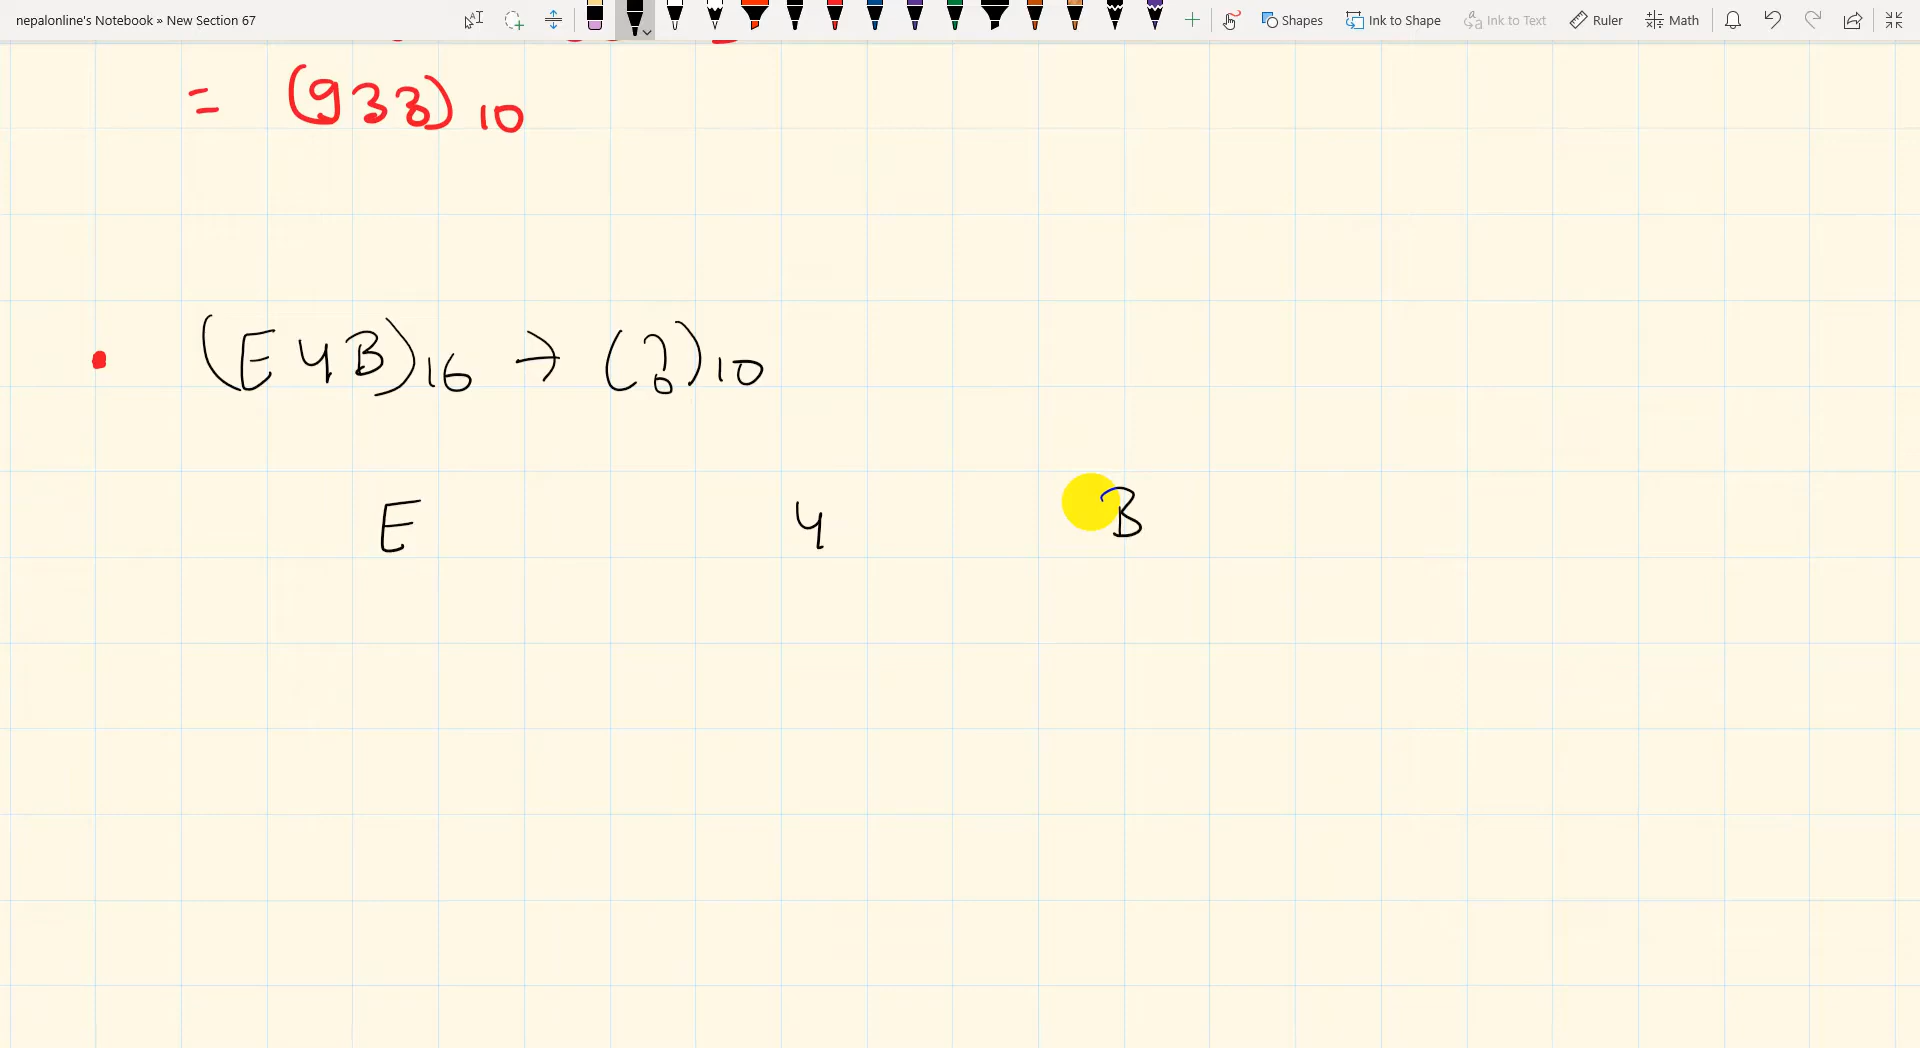 nepalonline's Notebook » New Section 67
Shapes Ink to Shape Ink to Text Ruler Math
= (933)10
(E4B)16 → (?)10
E 4 B